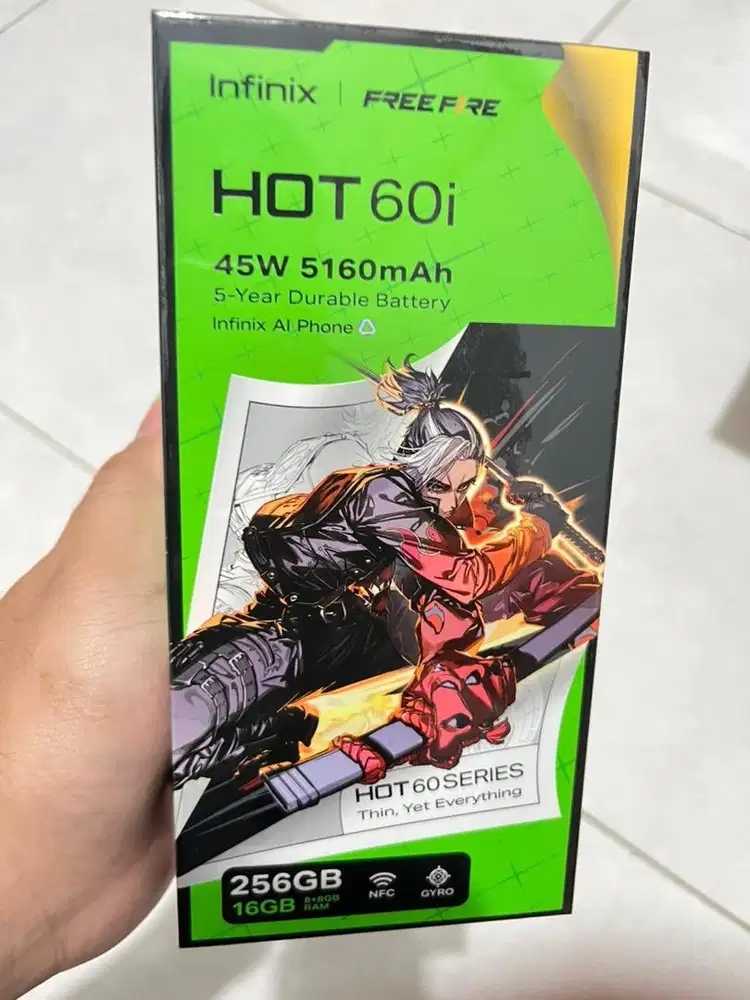 Infinix | FREE FIRE
HOT 60i
45W 5160mAh
5-Year Durable Battery
Infinix AI Phone
HOT 60 SERIES
Thin, Yet Everything
256GB
16GB 8+8GB RAM
NFC
GYRO